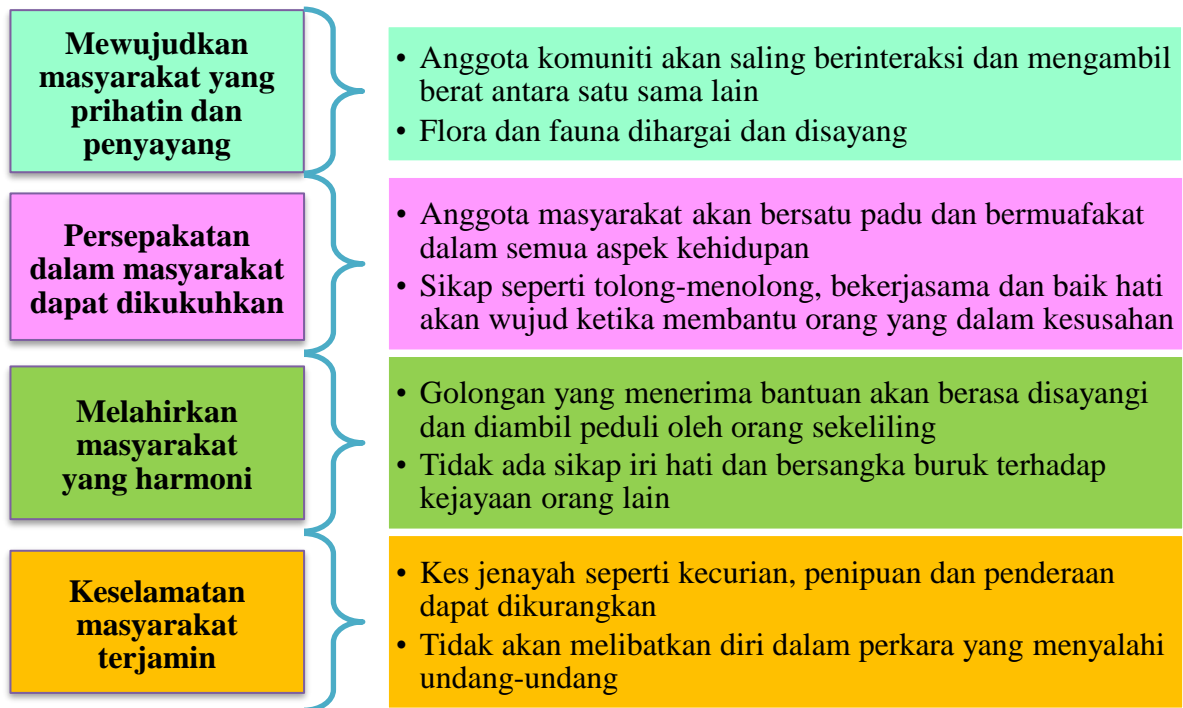 Mewujudkan
masyarakat yang
prihatin dan
penyayang
• Anggota komuniti akan saling berinteraksi dan mengambil
berat antara satu sama lain
• Flora dan fauna dihargai dan disayang
Persepakatan
dalam masyarakat
dapat dikukuhkan
• Anggota masyarakat akan bersatu padu dan bermuafakat
dalam semua aspek kehidupan
• Sikap seperti tolong-menolong, bekerjasama dan baik hati
akan wujud ketika membantu orang yang dalam kesusahan
Melahirkan
masyarakat
yang harmoni
• Golongan yang menerima bantuan akan berasa disayangi
dan diambil peduli oleh orang sekeliling
• Tidak ada sikap iri hati dan bersangka buruk terhadap
kejayaan orang lain
Keselamatan
masyarakat
terjamin
• Kes jenayah seperti kecurian, penipuan dan penderaan
dapat dikurangkan
• Tidak akan melibatkan diri dalam perkara yang menyalahi
undang-undang